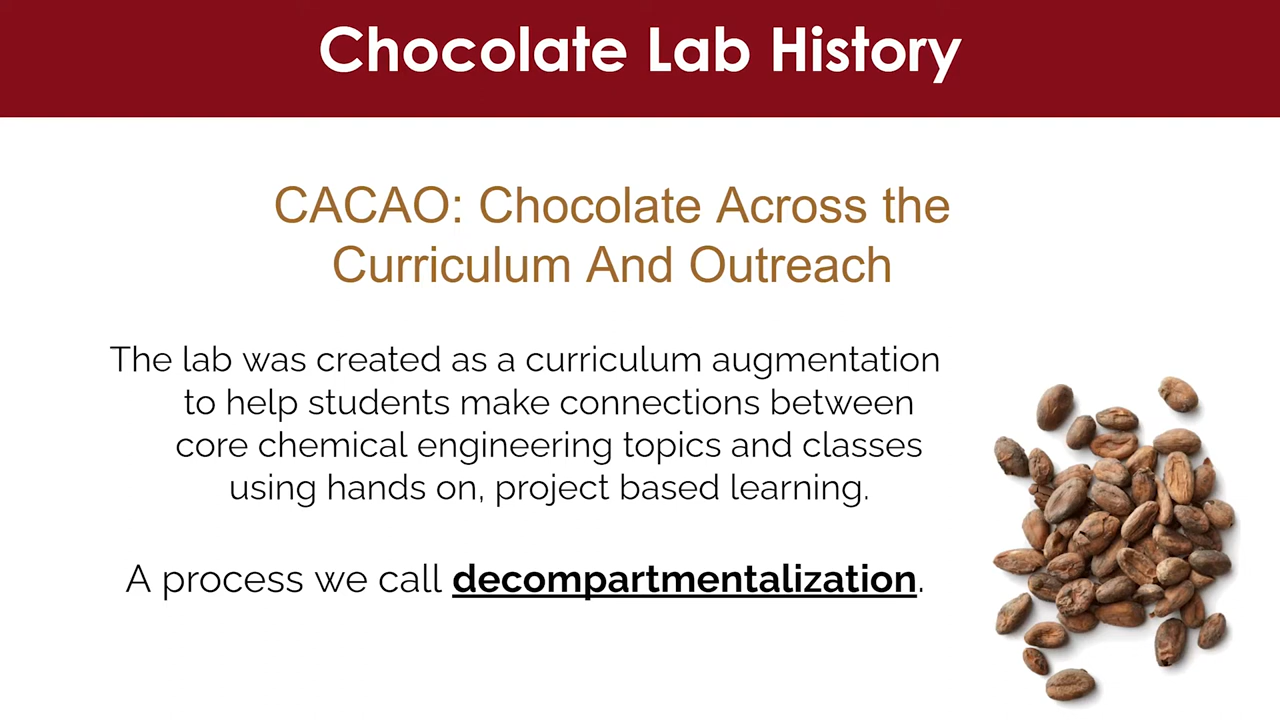 Chocolate Lab History
CACAO: Chocolate Across the
Curriculum And Outreach
The lab was created as a curriculum augmentation
to help students make connections between
core chemical engineering topics and classes
using hands on, project based learning.
A process we call decompartmentalization.